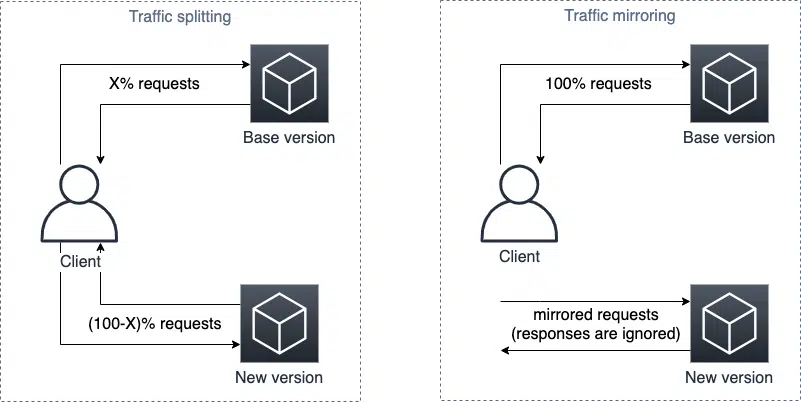 Traffic splitting
X% requests
Base version
Client
(100-X)% requests
New version
Traffic mirroring
100% requests
Base version
Client
mirrored requests
(responses are ignored)
New version